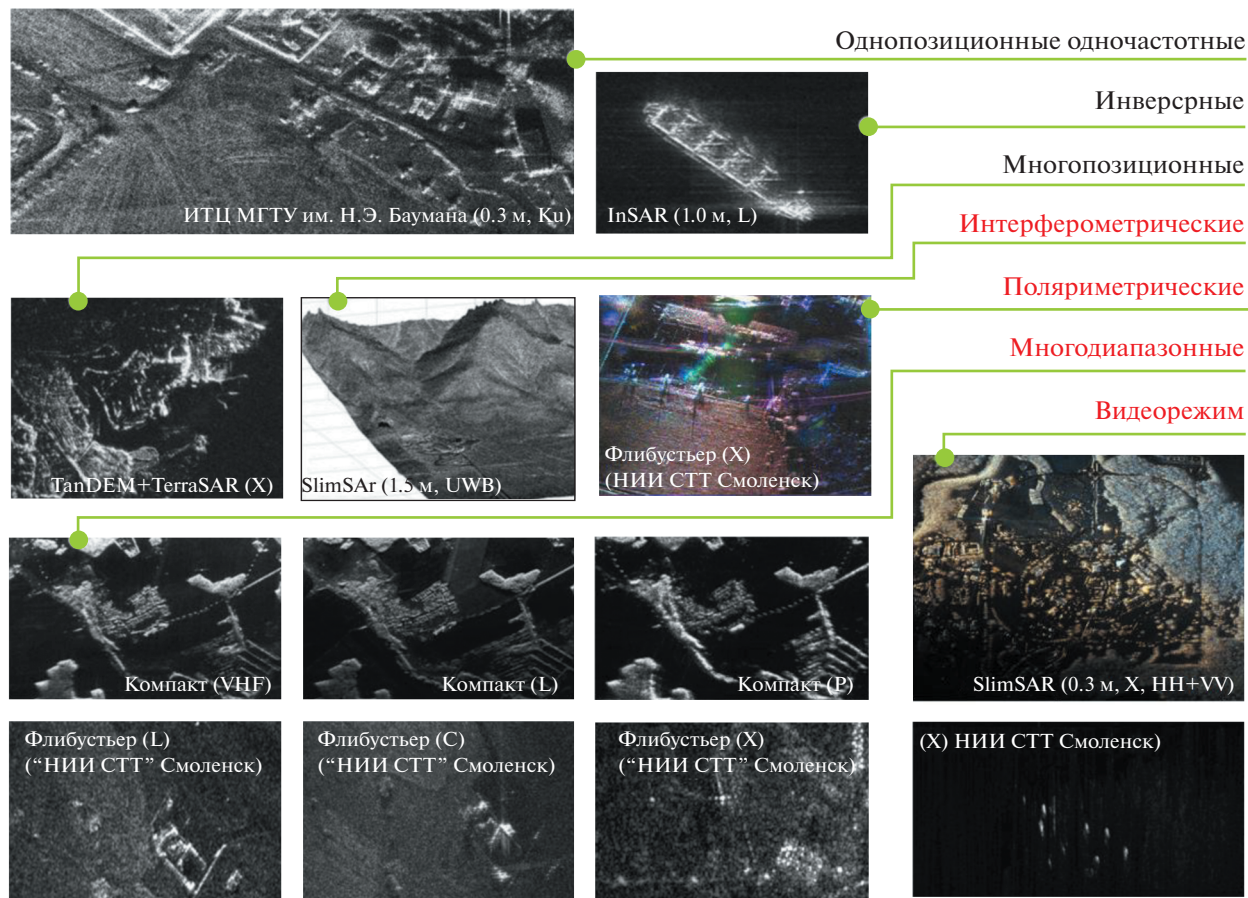 Однопозиционные одночастотные
Инверсрные
Многопозиционные
Интерферометрические
Поляриметрические
Многодиапазонные
Видеорежим
ИТЦ МГТУ им. Н.Э. Баумана (0.3 м, Ku)
InSAR (1.0 м, L)
TanDEM+TerraSAR (X)
SlimSAr (1.5 м, UWB)
Флибустьер (X)
(НИИ СТТ Смоленск)
Компакт (VHF)
Компакт (L)
Компакт (P)
SlimSAR (0.3 м, X, HH+VV)
Флибустьер (L)
(“НИИ СТТ” Смоленск)
Флибустьер (C)
(“НИИ СТТ” Смоленск)
Флибустьер (X)
(“НИИ СТТ” Смоленск)
(X) НИИ СТТ Смоленск)